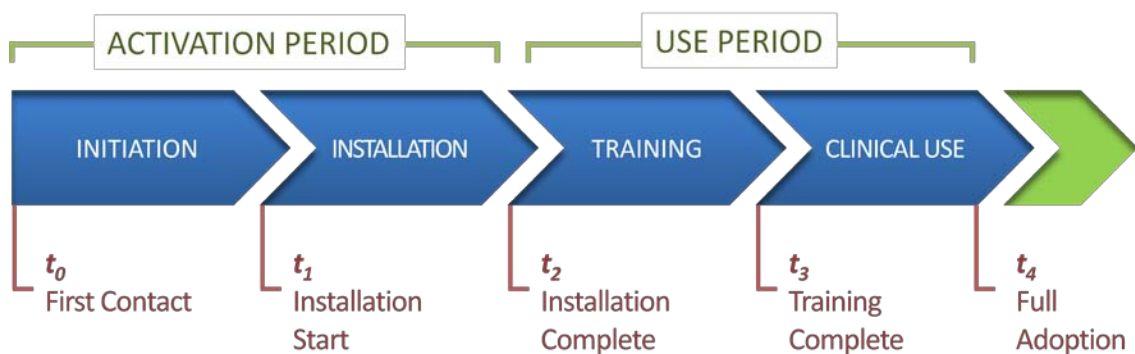 ACTIVATION PERIOD
USE PERIOD
INITIATION
INSTALLATION
TRAINING
CLINICAL USE
t0
First Contact
t1
Installation
Start
t2
Installation
Complete
t3
Training
Complete
t4
Full
Adoption